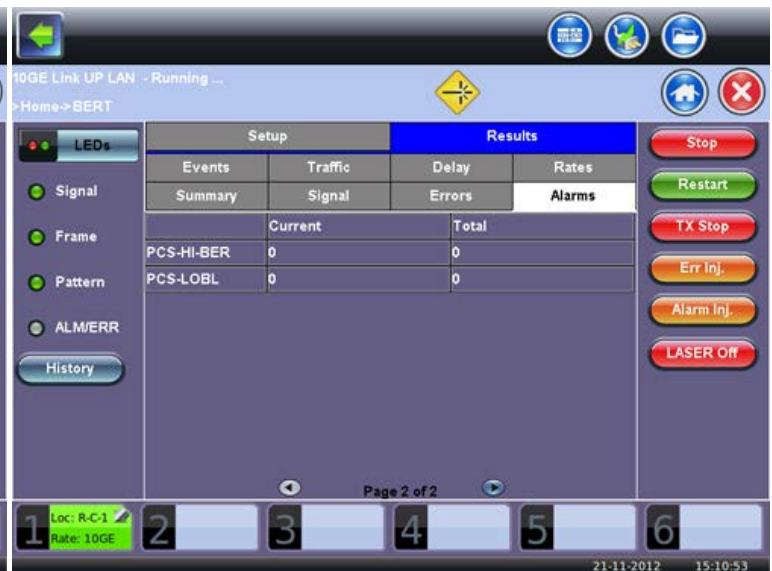 10GE Link UP LAN - Running ...
>Home->BERT
LEDs
Signal
Frame
Pattern
ALM/ERR
History
Setup Results
Events Traffic Delay Rates
Summary Signal Errors Alarms
Current Total
PCS-HI-BER 0 0
PCS-LOBL 0 0
Page 2 of 2
Stop
Restart
TX Stop
Err Inj.
Alarm Inj.
LASER Off
1 Loc: R-C-1
Rate: 10GE
2 3 4 5 6
21-11-2012 15:10:53